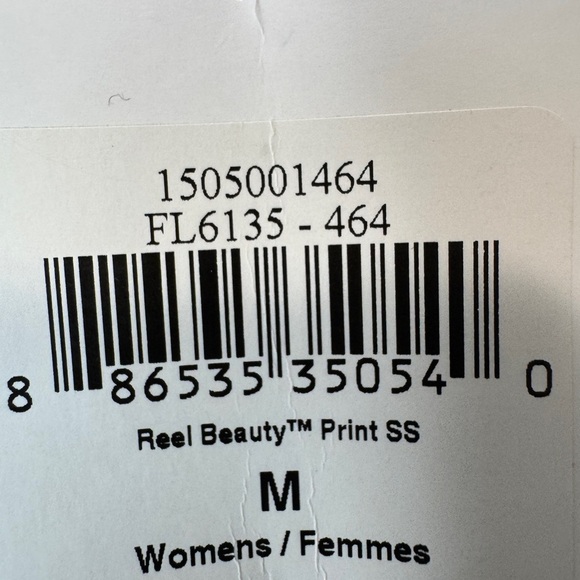 1505001464
FL6135 - 464
8 86535 35054 0
Reel Beauty™ Print SS
M
Womens / Femmes